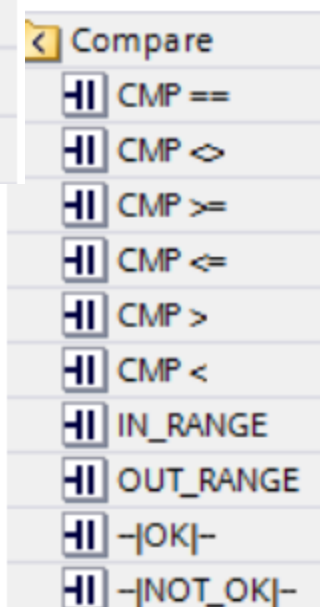 Compare
CMP ==
CMP <>
CMP >=
CMP <=
CMP >
CMP <
IN_RANGE
OUT_RANGE
-|OK|-
-|NOT_OK|-